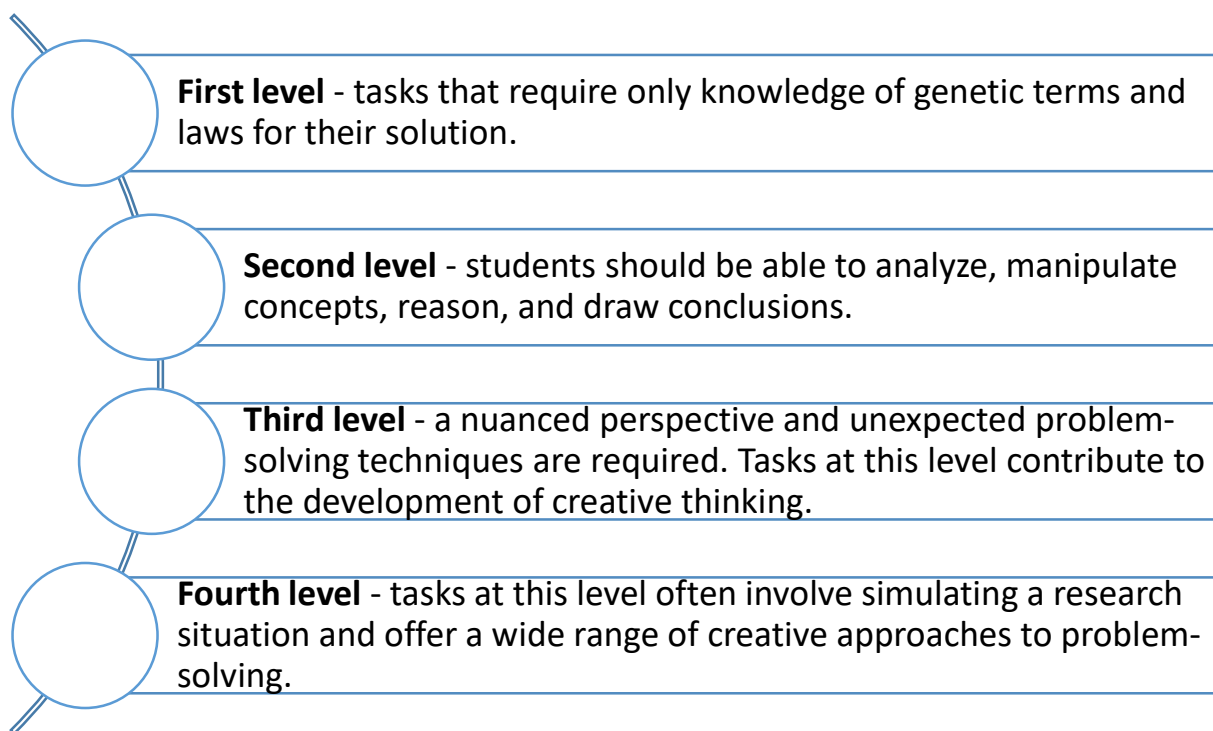 First level - tasks that require only knowledge of genetic terms and
laws for their solution.
Second level - students should be able to analyze, manipulate
concepts, reason, and draw conclusions.
Third level - a nuanced perspective and unexpected problem-
solving techniques are required. Tasks at this level contribute to
the development of creative thinking.
Fourth level - tasks at this level often involve simulating a research
situation and offer a wide range of creative approaches to problem-
solving.